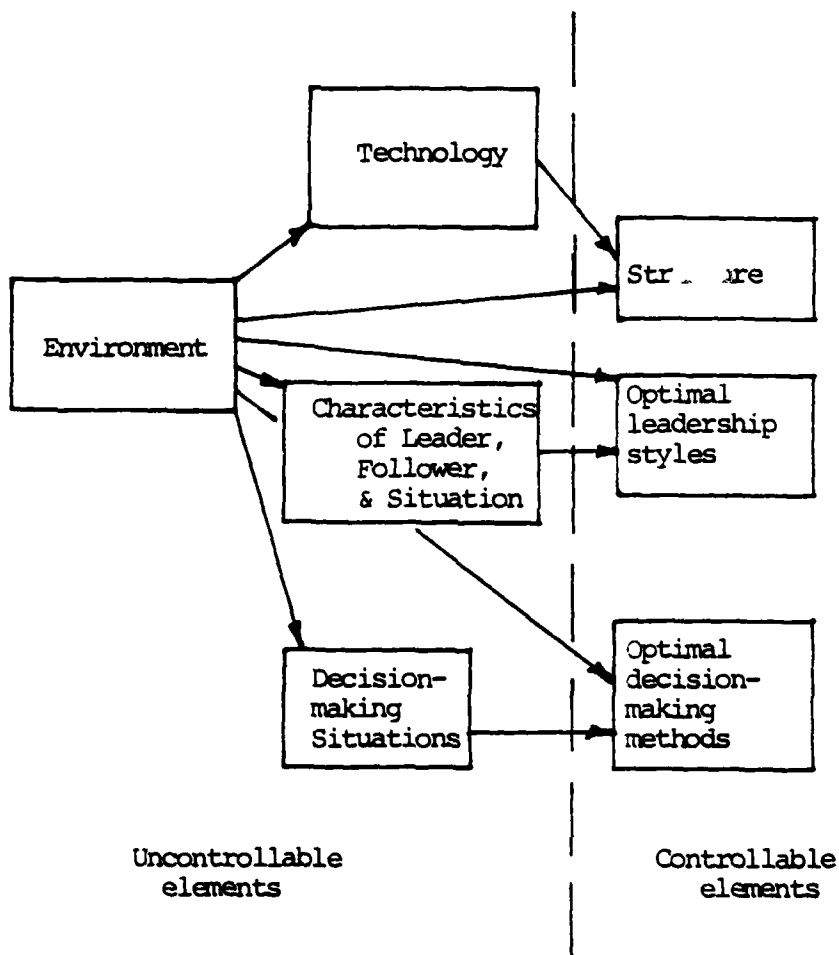 Technology
Environment
Characteristics
of Leader,
Follower,
& Situation
Optimal
leadership
styles
Decision-
making
Situations
Optimal
decision-
making
methods
Uncontrollable
elements
Controllable
elements